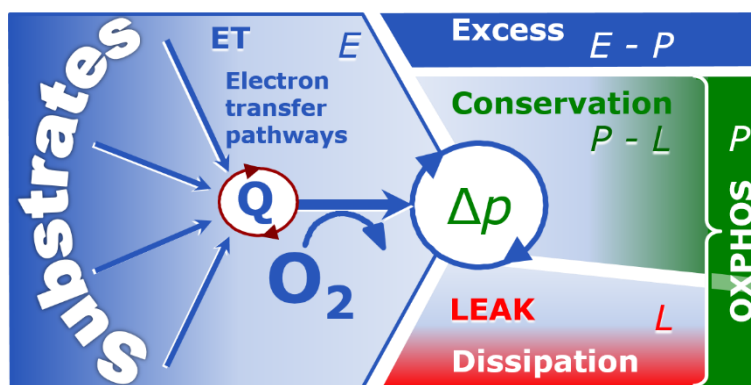 Substrates
ET
E
Electron
transfer
pathways
Q
O2
Δp
Excess E - P
Conservation
P - L
P
OXPHOS
LEAK L
Dissipation